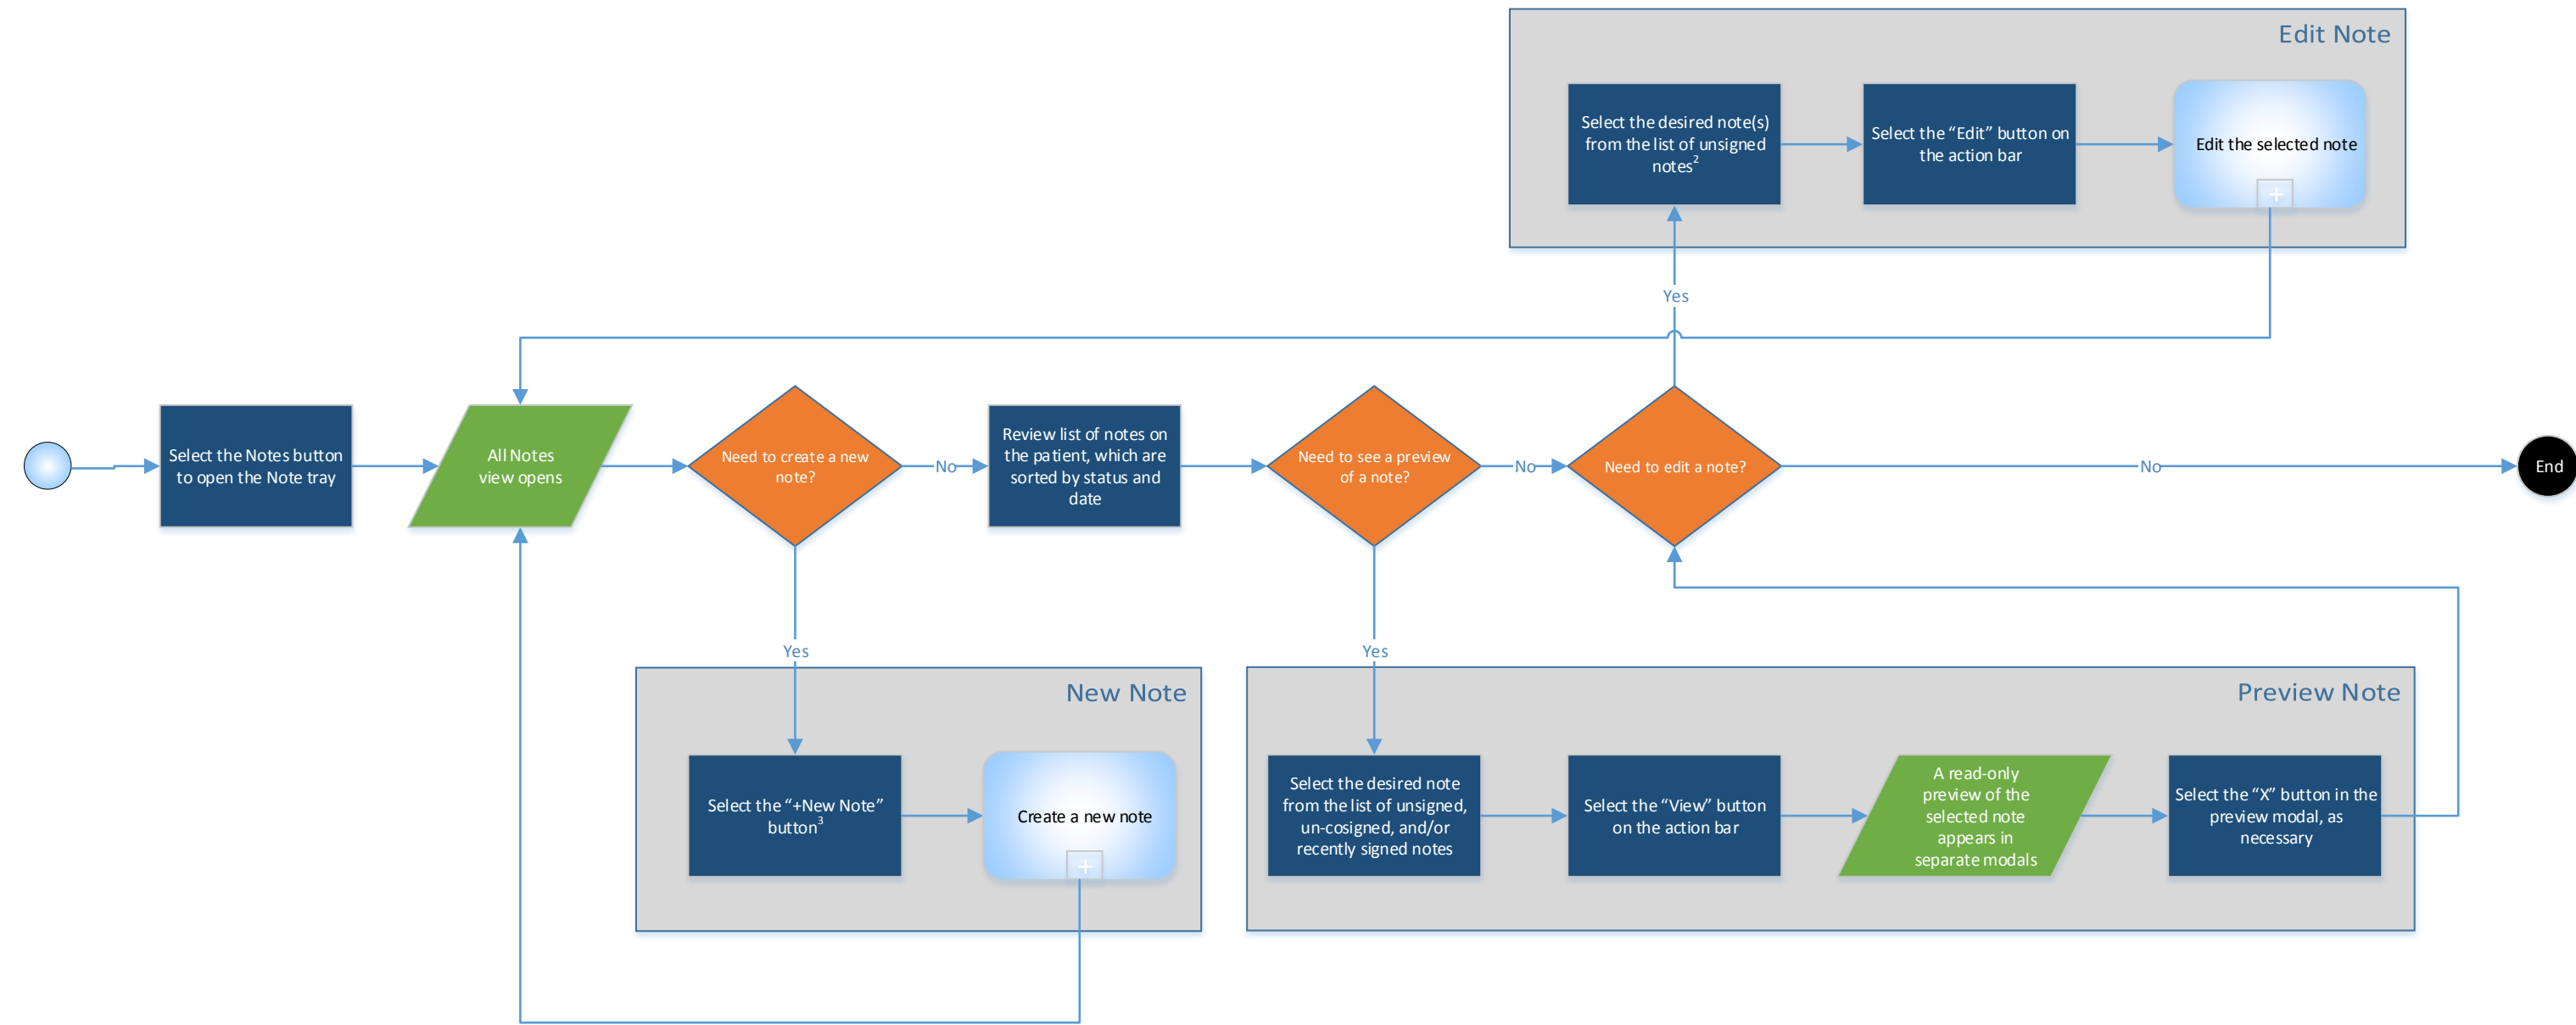 Edit Note
Select the desired note(s)
from the list of unsigned
notes2
Select the “Edit” button on
the action bar
Edit the selected note
+
Yes
Select the Notes button
to open the Note tray
All Notes
view opens
Need to create a new
note?
No
Review list of notes on
the patient, which are
sorted by status and
date
Need to see a preview
of a note?
No
Need to edit a note?
No
End
Yes
Yes
New Note
Select the “+New Note”
button3
Create a new note
+
Preview Note
Select the desired note
from the list of unsigned,
un-cosigned, and/or
recently signed notes
Select the “View” button
on the action bar
A read-only
preview of the
selected note
appears in
separate modals
Select the “X” button in the
preview modal, as
necessary